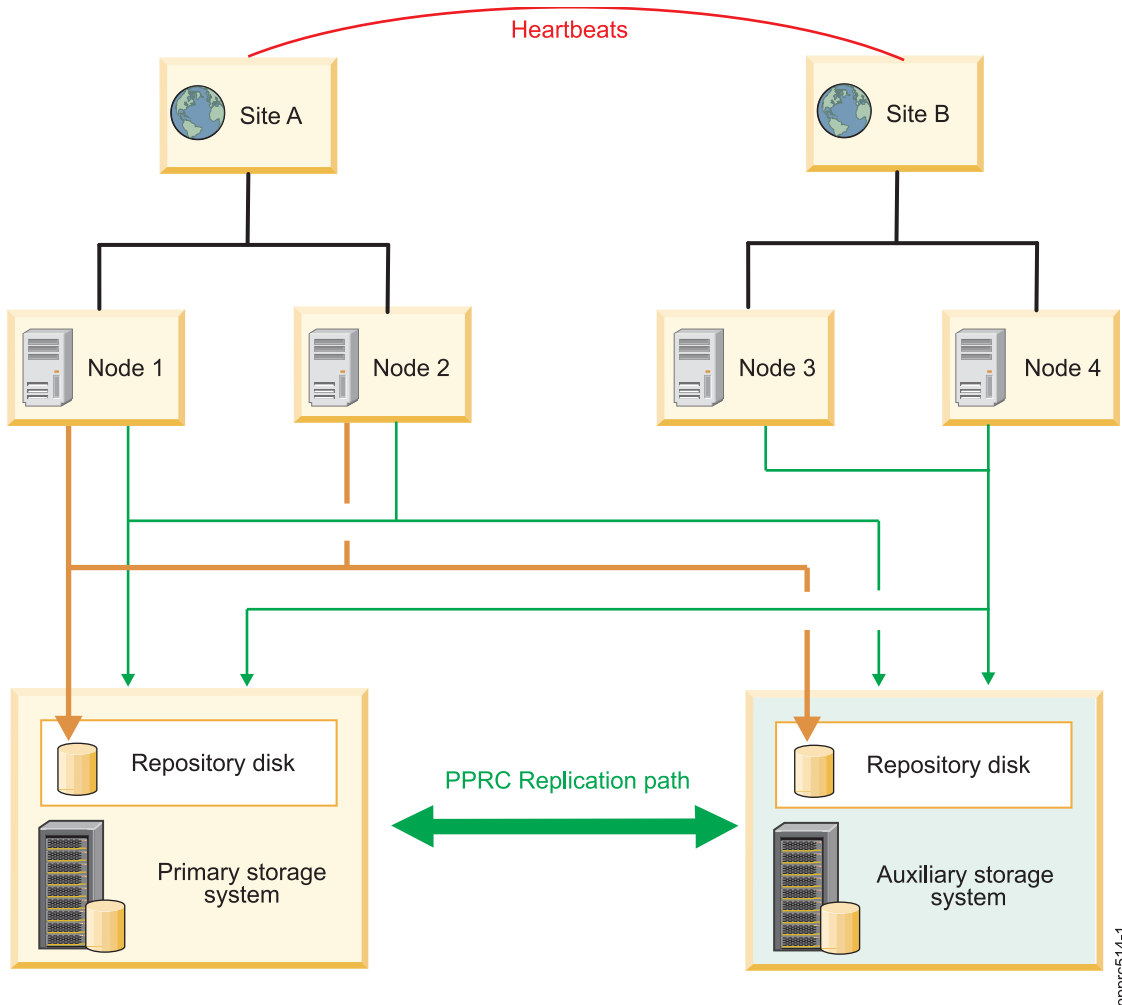 Heartbeats
Site A
Site B
Node 1
Node 2
Node 3
Node 4
Repository disk
Repository disk
PPRC Replication path
Primary storage
system
Auxiliary storage
system